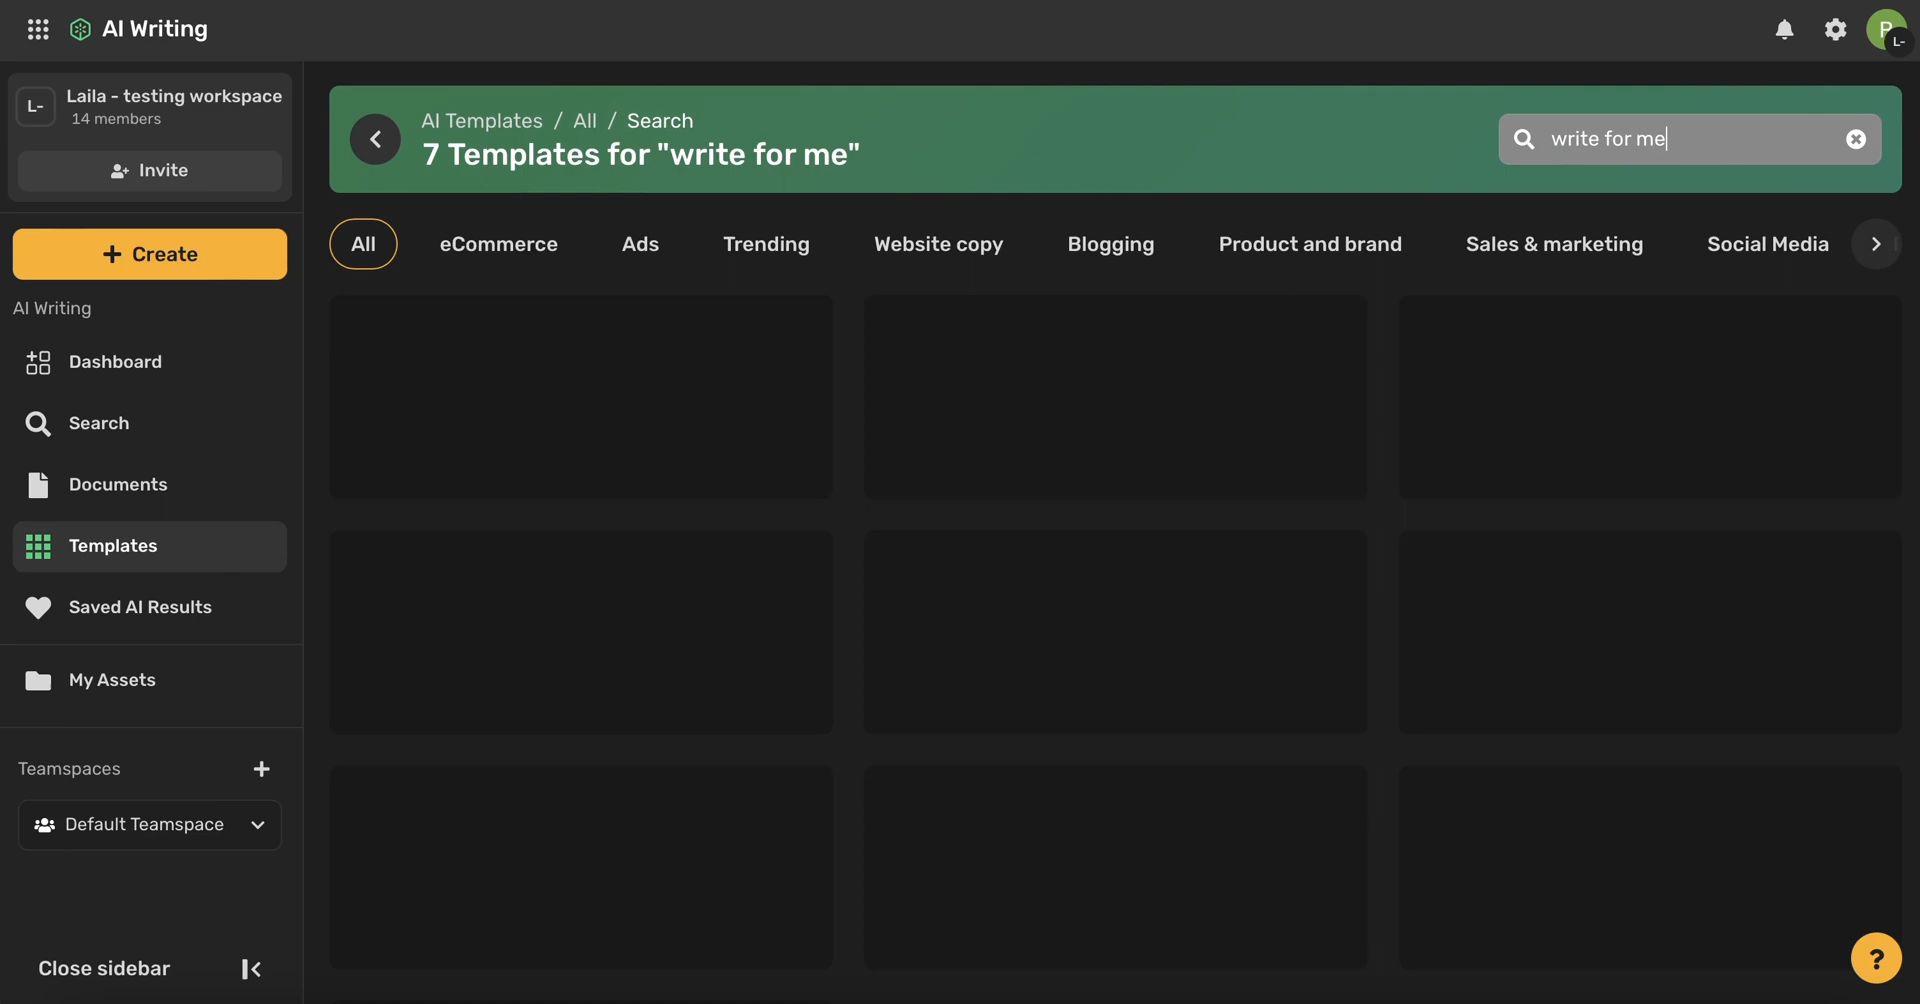 AI Writing
P
L-
L-
Laila - testing workspace
14 members
Invite
Create
AI Writing
Dashboard
Search
Documents
Templates
Saved AI Results
My Assets
Teamspaces
Default Teamspace
Close sidebar
AI Templates / All / Search
7 Templates for "write for me"
write for me
All eCommerce Ads Trending Website copy Blogging Product and brand Sales & marketing Social Media
?